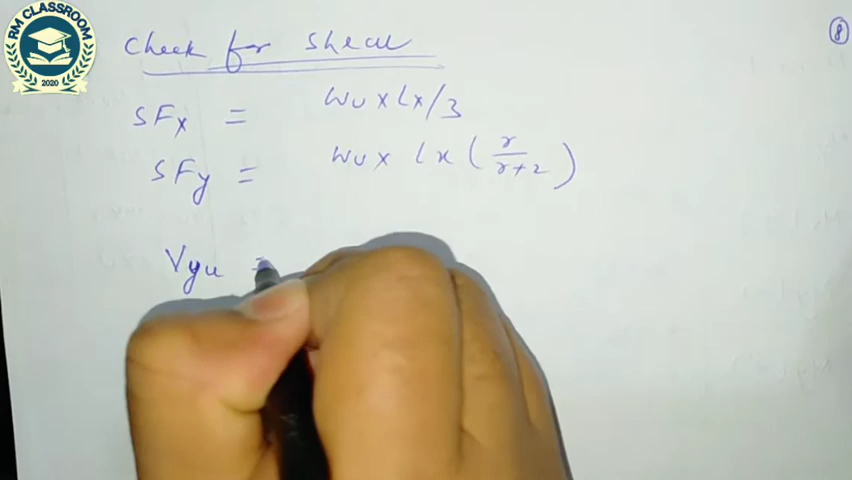 RM CLASSROOM
2020
8
Check for Shear
SFx = Wu x Lx/3
SFy = Wu x Lx ( r / r+2 )
Vyu =